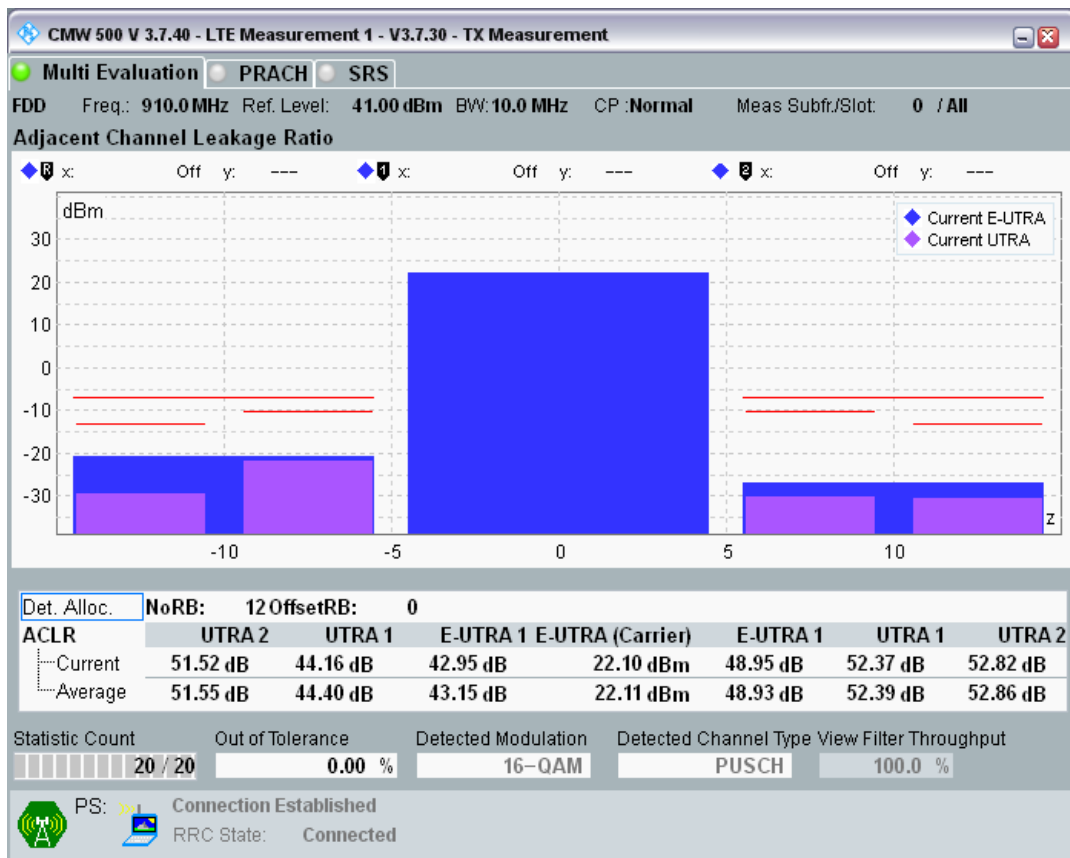 CMW 500 V 3.7.40 - LTE Measurement 1 - V3.7.30 - TX Measurement
Multi Evaluation PRACH SRS
FDD Freq.: 910.0 MHz Ref. Level: 41.00 dBm BW: 10.0 MHz CP :Normal Meas Subfr./Slot: 0 / All
Adjacent Channel Leakage Ratio
R x: Off y: --- 1 x: Off y: --- 2 x: Off y: ---
dBm
Current E-UTRA
Current UTRA
30
20
10
0
-10
-20
-30
z
-10 -5 0 5 10
Det. Alloc. NoRB: 12 OffsetRB: 0
ACLR UTRA 2 UTRA 1 E-UTRA 1 E-UTRA (Carrier) E-UTRA 1 UTRA 1 UTRA 2
Current 51.52 dB 44.16 dB 42.95 dB 22.10 dBm 48.95 dB 52.37 dB 52.82 dB
Average 51.55 dB 44.40 dB 43.15 dB 22.11 dBm 48.93 dB 52.39 dB 52.86 dB
Statistic Count Out of Tolerance Detected Modulation Detected Channel Type View Filter Throughput
20 / 20 0.00 % 16-QAM PUSCH 100.0 %
PS: Connection Established
RRC State: Connected